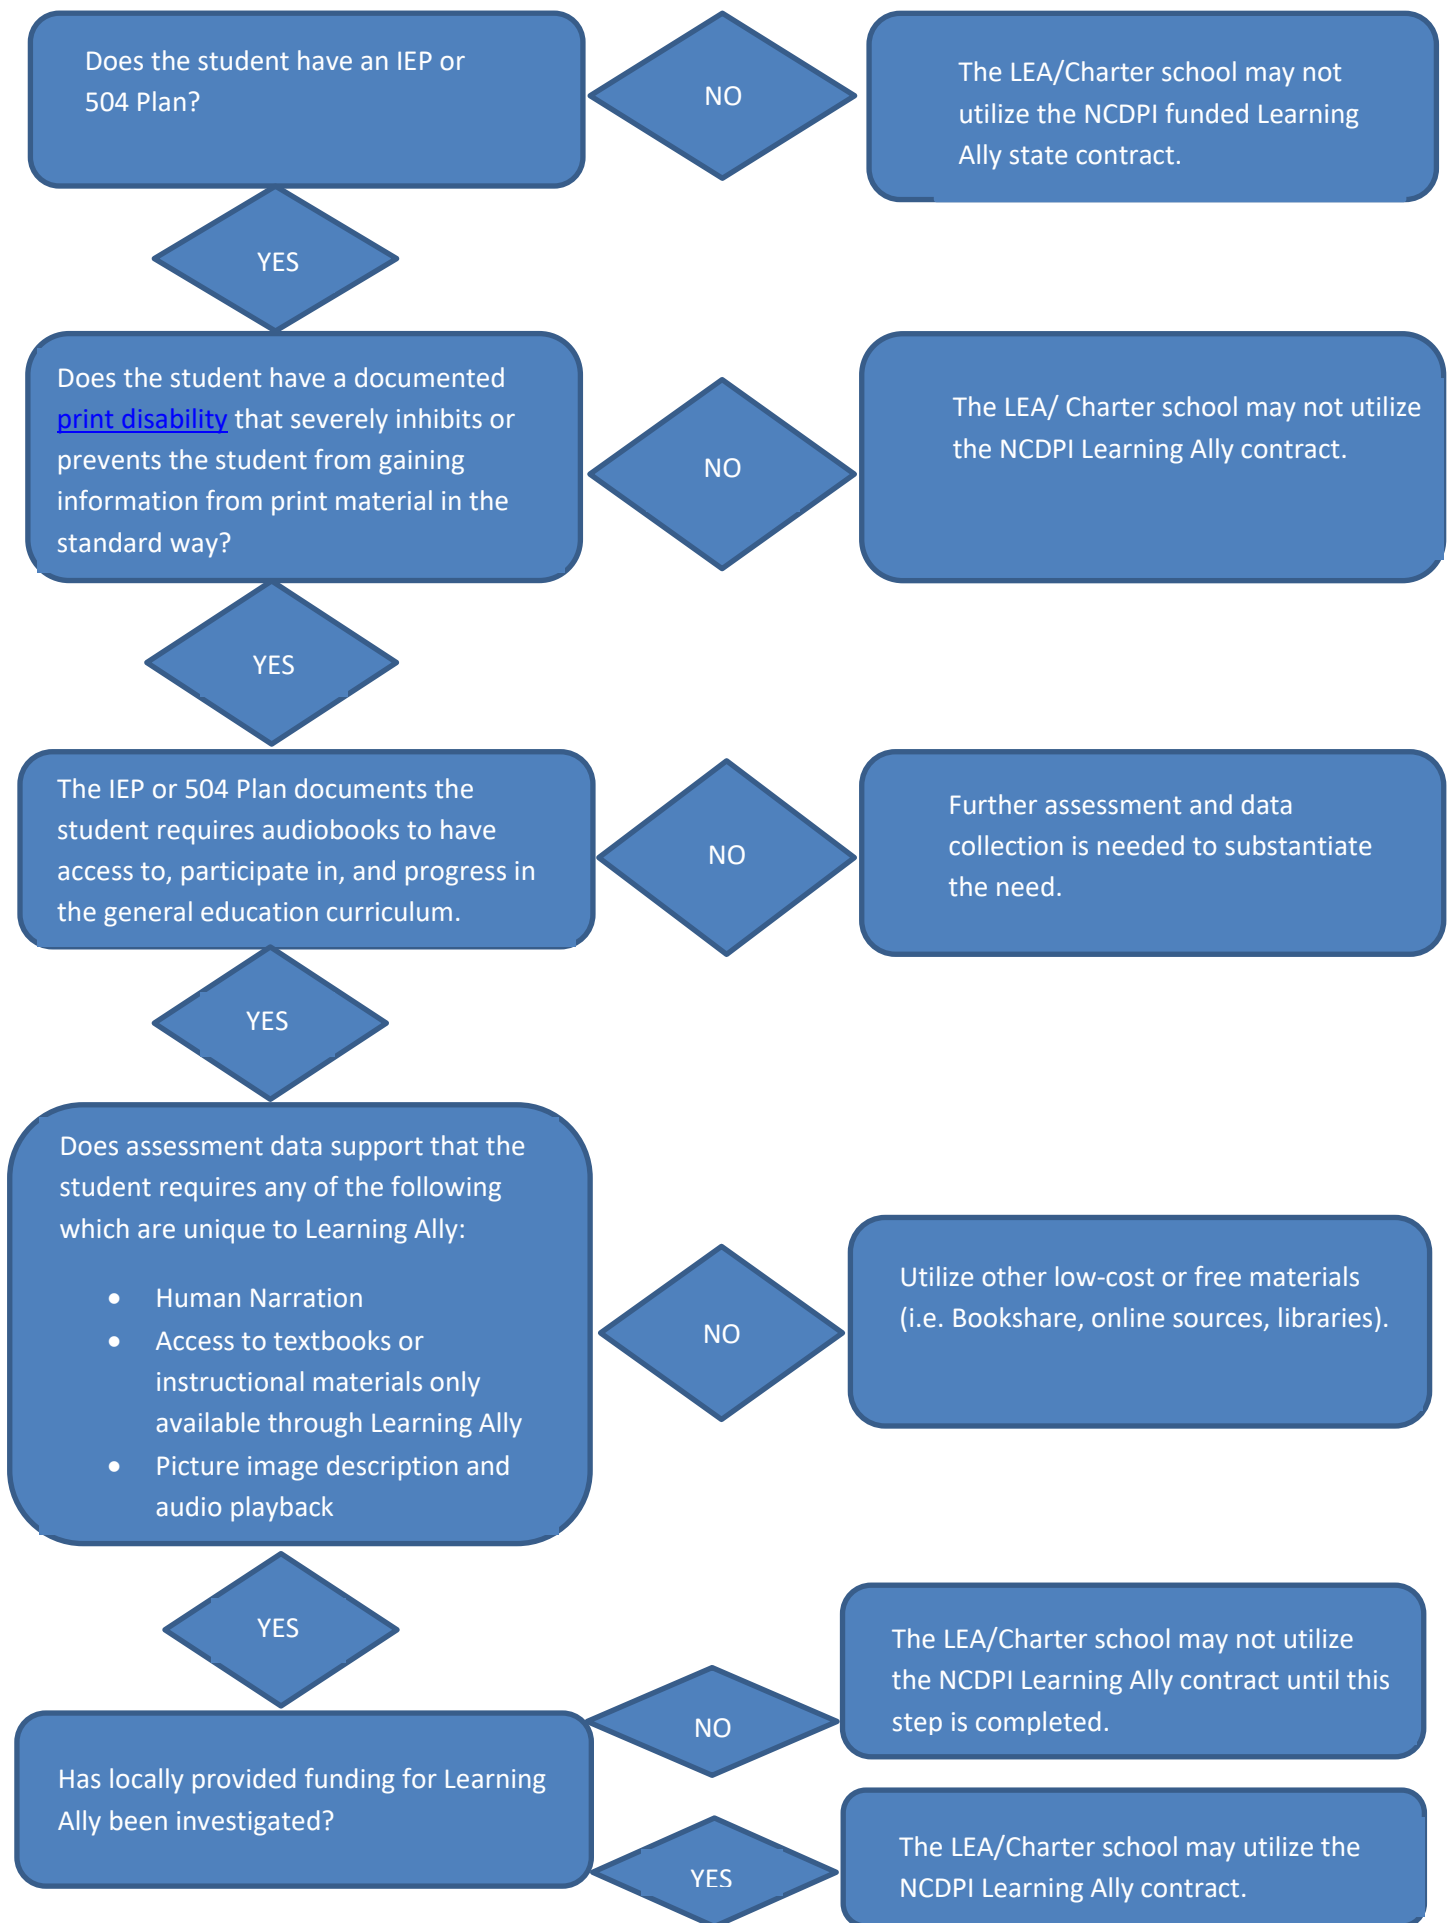 Does the student have an IEP or
504 Plan?
NO
The LEA/Charter school may not
utilize the NCDPI funded Learning
Ally state contract.
YES
Does the student have a documented
print disability that severely inhibits or
prevents the student from gaining
information from print material in the
standard way?
NO
The LEA/ Charter school may not utilize
the NCDPI Learning Ally contract.
YES
The IEP or 504 Plan documents the
student requires audiobooks to have
access to, participate in, and progress in
the general education curriculum.
NO
Further assessment and data
collection is needed to substantiate
the need.
YES
Does assessment data support that the
student requires any of the following
which are unique to Learning Ally:
• Human Narration
• Access to textbooks or
instructional materials only
available through Learning Ally
• Picture image description and
audio playback
NO
Utilize other low-cost or free materials
(i.e. Bookshare, online sources, libraries).
YES
Has locally provided funding for Learning
Ally been investigated?
NO
The LEA/Charter school may not utilize
the NCDPI Learning Ally contract until this
step is completed.
YES
The LEA/Charter school may utilize the
NCDPI Learning Ally contract.